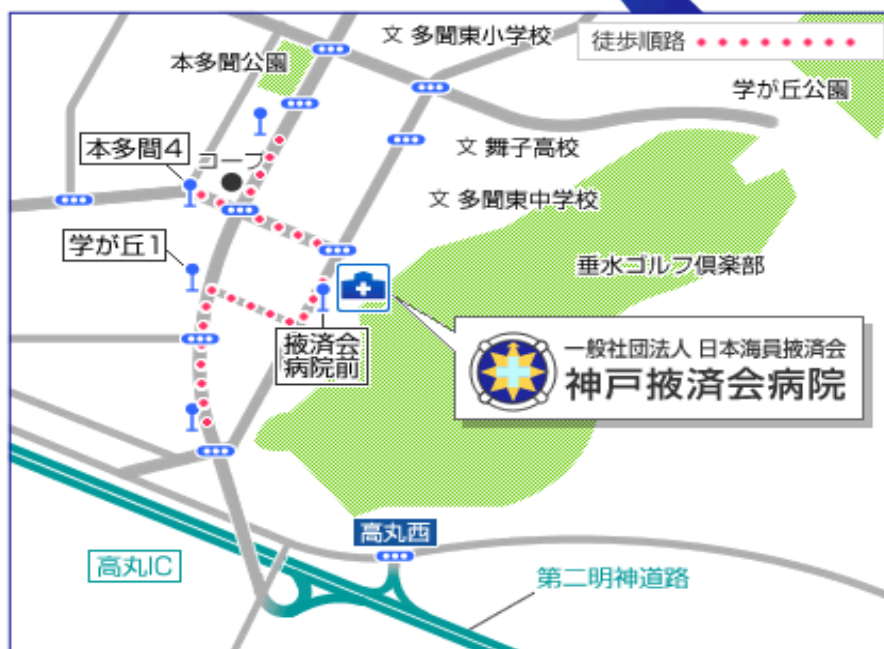 文 多聞東小学校
徒歩順路
本多聞公園
学が丘公園
本多間4
コープ
文 舞子高校
文 多聞東中学校
学が丘1
垂水ゴルフ倶楽部
掖済会
病院前
一般社団法人 日本海員掖済会
神戸掖済会病院
高丸西
高丸IC
第二明神道路